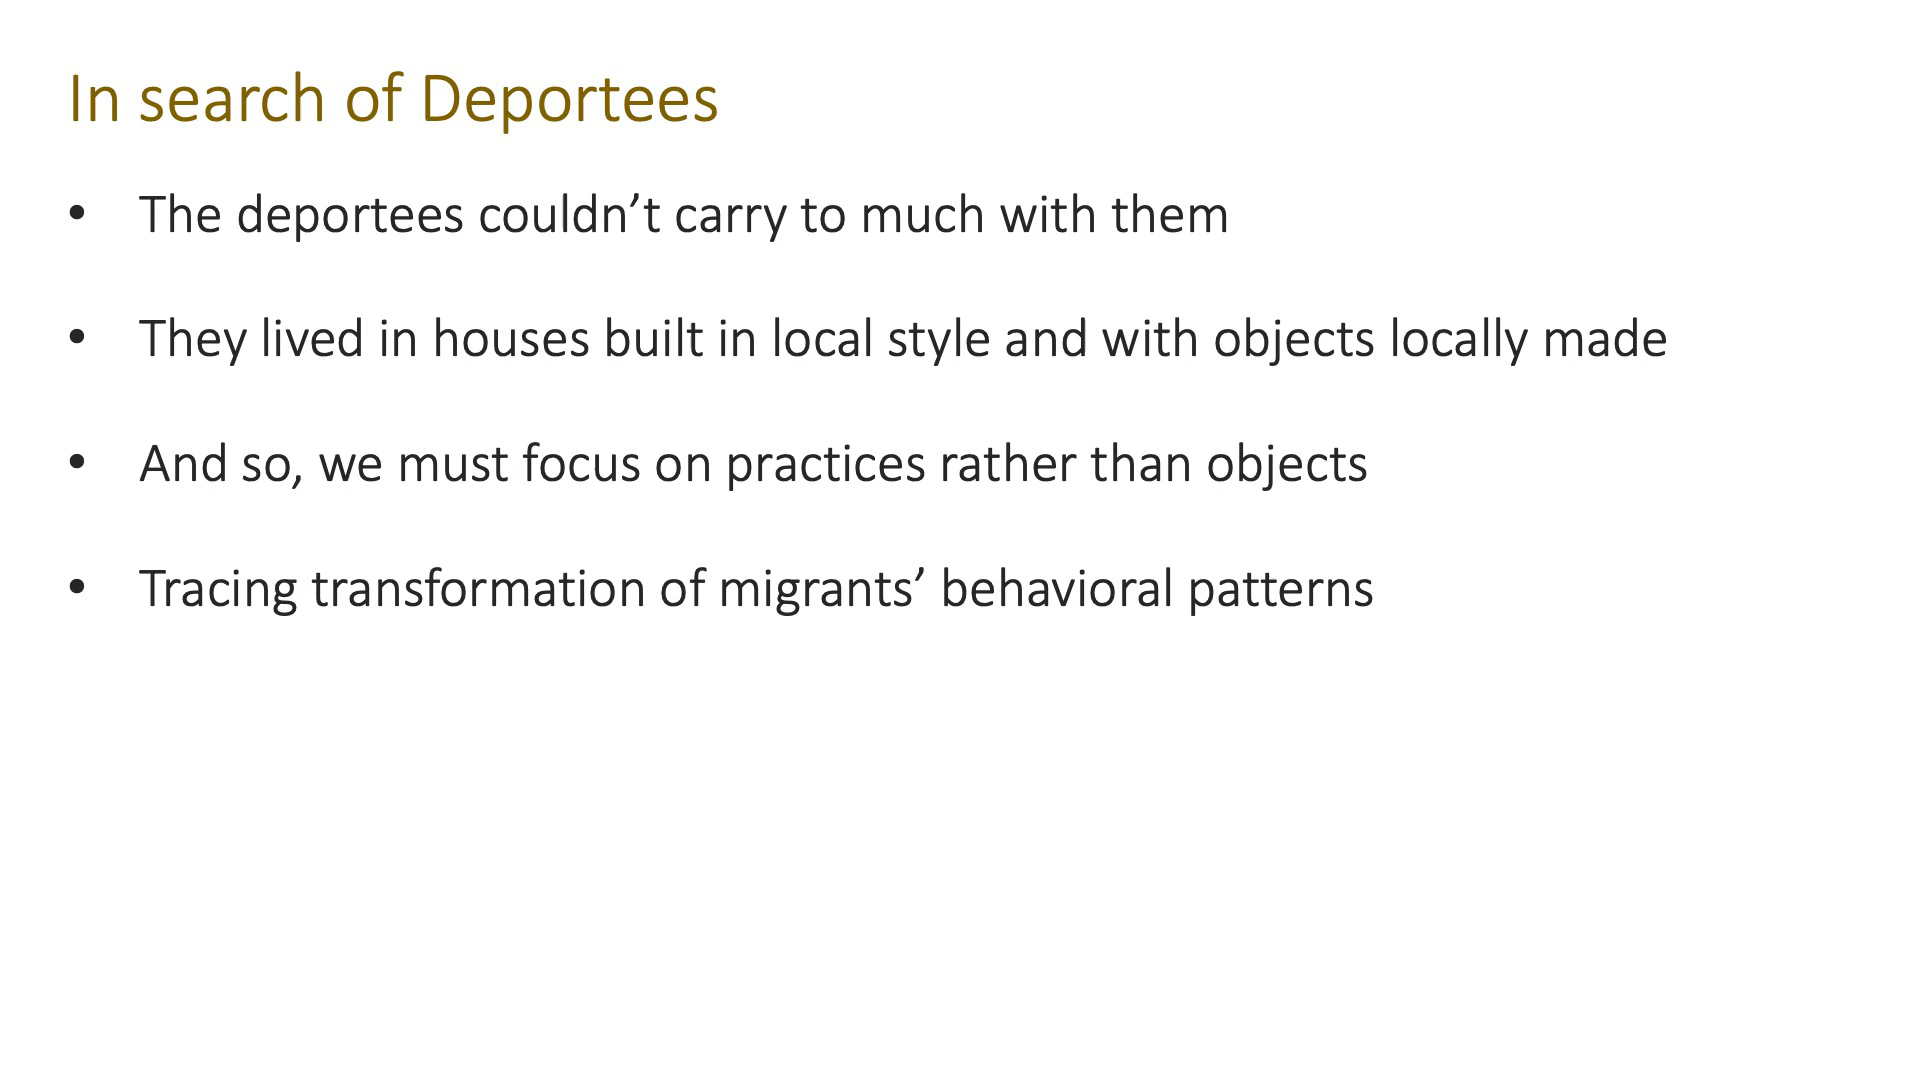 In search of Deportees
• The deportees couldn’t carry to much with them
• They lived in houses built in local style and with objects locally made
• And so, we must focus on practices rather than objects
• Tracing transformation of migrants’ behavioral patterns